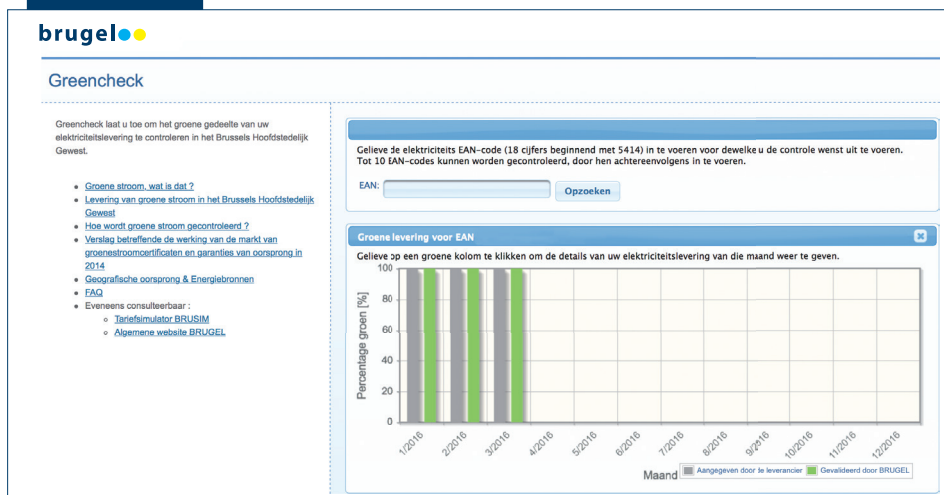 brugel
Greencheck
Greencheck laat u toe om het groene gedeelte van uw
elektriciteitslevering te controleren in het Brussels Hoofdstedelijk
Gewest.
Groene stroom, wat is dat ?
Levering van groene stroom in het Brussels Hoofdstedelijk
Gewest
Hoe wordt groene stroom gecontroleerd ?
Verslag betreffende de werking van de markt van
groenestroomcertificaten en garanties van oorsprong in
2014
Geografische oorsprong & Energiebronnen
FAQ
Eveneens consulteerbaar :
Tariefsimulator BRUSIM
Algemene website BRUGEL
Gelieve de elektriciteits EAN-code (18 cijfers beginnend met 5414) in te voeren voor dewelke u de controle wenst uit te voeren.
Tot 10 EAN-codes kunnen worden gecontroleerd, door hen achtereenvolgens in te voeren.
EAN:
Opzoeken
Groene levering voor EAN
Gelieve op een groene kolom te klikken om de details van uw elektriciteitslevering van die maand weer te geven.
Percentage groen [%]
100
80
60
40
20
0
1/2016 2/2016 3/2016 4/2016 5/2016 6/2016 7/2016 8/2016 9/2016 10/2016 11/2016 12/2016
Maand
Aangegeven door te leverancier Gevalideerd door BRUGEL